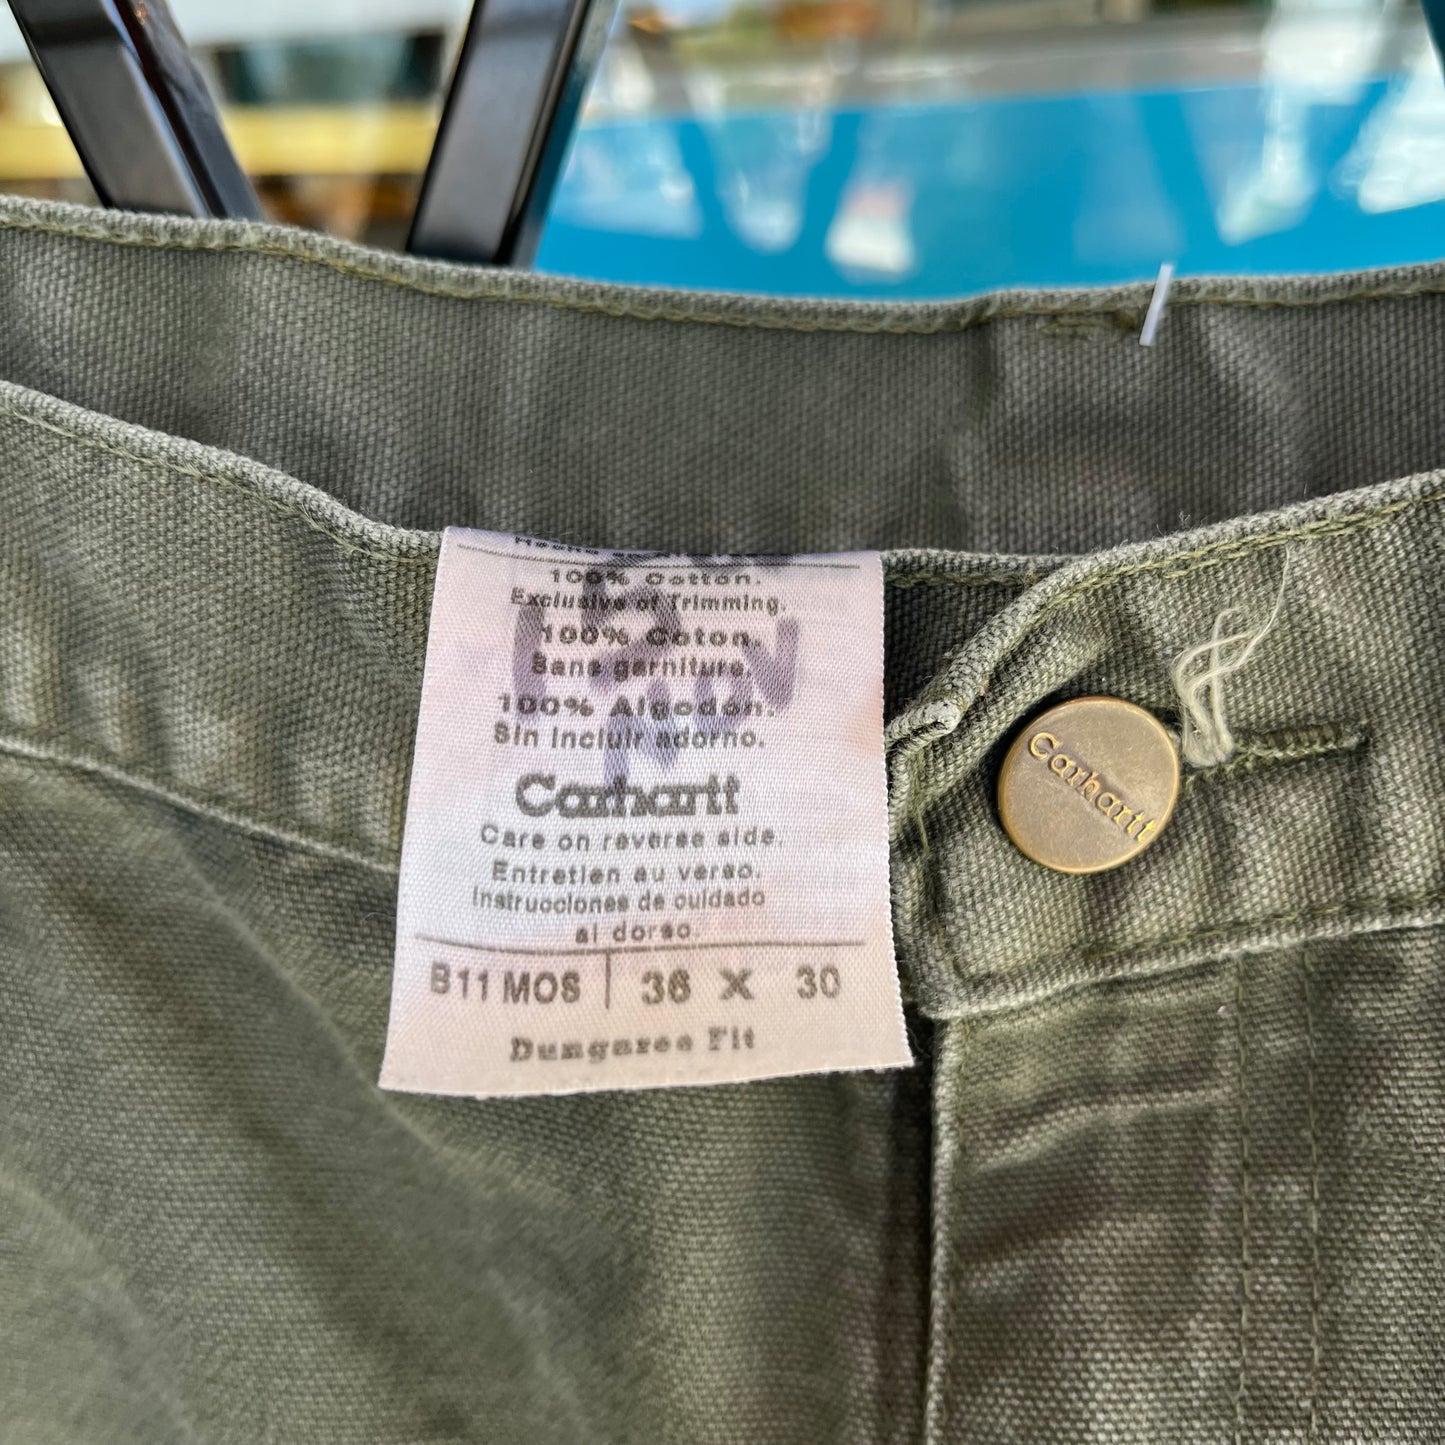 100% Cotton.
Exclusive of Trimming.
100% Coton.
Sans garniture.
100% Algodón.
Sin incluir adorno.
Carhartt
Care on reverse side.
Entretien au verso.
Instrucciones de cuidado
al dorso.
B11 MOS 36 X 30
Dungaree Fit
Carhartt